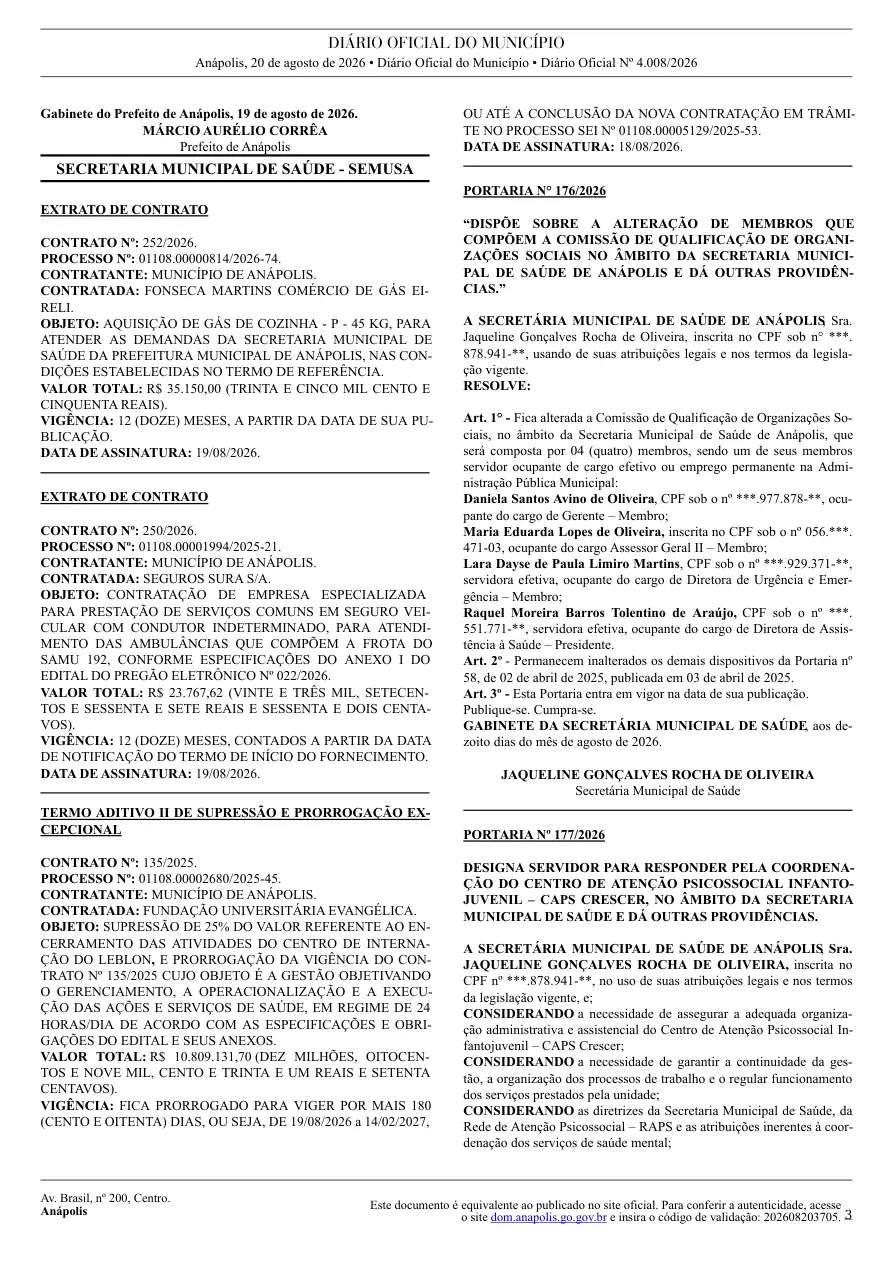 DIÁRIO OFICIAL DO MUNICÍPIO
Anápolis, 20 de agosto de 2026 • Diário Oficial do Município • Diário Oficial Nº 4.008/2026
Gabinete do Prefeito de Anápolis, 19 de agosto de 2026.
MÁRCIO AURÉLIO CORRÊA
Prefeito de Anápolis
SECRETARIA MUNICIPAL DE SAÚDE - SEMUSA
EXTRATO DE CONTRATO
CONTRATO Nº: 252/2026.
PROCESSO Nº: 01108.00000814/2026-74.
CONTRATANTE: MUNICÍPIO DE ANÁPOLIS.
CONTRATADA: FONSECA MARTINS COMÉRCIO DE GÁS EI-
RELI.
OBJETO: AQUISIÇÃO DE GÁS DE COZINHA - P - 45 KG, PARA
ATENDER AS DEMANDAS DA SECRETARIA MUNICIPAL DE
SAÚDE DA PREFEITURA MUNICIPAL DE ANÁPOLIS, NAS CON-
DIÇÕES ESTABELECIDAS NO TERMO DE REFERÊNCIA.
VALOR TOTAL: R$ 35.150,00 (TRINTA E CINCO MIL CENTO E
CINQUENTA REAIS).
VIGÊNCIA: 12 (DOZE) MESES, A PARTIR DA DATA DE SUA PU-
BLICAÇÃO.
DATA DE ASSINATURA: 19/08/2026.
EXTRATO DE CONTRATO
CONTRATO Nº: 250/2026.
PROCESSO Nº: 01108.00001994/2025-21.
CONTRATANTE: MUNICÍPIO DE ANÁPOLIS.
CONTRATADA: SEGUROS SURA S/A.
OBJETO: CONTRATAÇÃO DE EMPRESA ESPECIALIZADA
PARA PRESTAÇÃO DE SERVIÇOS COMUNS EM SEGURO VEI-
CULAR COM CONDUTOR INDETERMINADO, PARA ATENDI-
MENTO DAS AMBULÂNCIAS QUE COMPÕEM A FROTA DO
SAMU 192, CONFORME ESPECIFICAÇÕES DO ANEXO I DO
EDITAL DO PREGÃO ELETRÔNICO Nº 022/2026.
VALOR TOTAL: R$ 23.767,62 (VINTE E TRÊS MIL, SETECEN-
TOS E SESSENTA E SETE REAIS E SESSENTA E DOIS CENTA-
VOS).
VIGÊNCIA: 12 (DOZE) MESES, CONTADOS A PARTIR DA DATA
DE NOTIFICAÇÃO DO TERMO DE INÍCIO DO FORNECIMENTO.
DATA DE ASSINATURA: 19/08/2026.
TERMO ADITIVO II DE SUPRESSÃO E PRORROGAÇÃO EX-
CEPCIONAL
CONTRATO Nº: 135/2025.
PROCESSO Nº: 01108.00002680/2025-45.
CONTRATANTE: MUNICÍPIO DE ANÁPOLIS.
CONTRATADA: FUNDAÇÃO UNIVERSITÁRIA EVANGÉLICA.
OBJETO: SUPRESSÃO DE 25% DO VALOR REFERENTE AO EN-
CERRAMENTO DAS ATIVIDADES DO CENTRO DE INTERNA-
ÇÃO DO LEBLON, E PRORROGAÇÃO DA VIGÊNCIA DO CON-
TRATO Nº 135/2025 CUJO OBJETO É A GESTÃO OBJETIVANDO
O GERENCIAMENTO, A OPERACIONALIZAÇÃO E A EXECU-
ÇÃO DAS AÇÕES E SERVIÇOS DE SAÚDE, EM REGIME DE 24
HORAS/DIA DE ACORDO COM AS ESPECIFICAÇÕES E OBRI-
GAÇÕES DO EDITAL E SEUS ANEXOS.
VALOR TOTAL: R$ 10.809.131,70 (DEZ MILHÕES, OITOCEN-
TOS E NOVE MIL, CENTO E TRINTA E UM REAIS E SETENTA
CENTAVOS).
VIGÊNCIA: FICA PRORROGADO PARA VIGER POR MAIS 180
(CENTO E OITENTA) DIAS, OU SEJA, DE 19/08/2026 a 14/02/2027,
OU ATÉ A CONCLUSÃO DA NOVA CONTRATAÇÃO EM TRÂMI-
TE NO PROCESSO SEI Nº 01108.00005129/2025-53.
DATA DE ASSINATURA: 18/08/2026.
PORTARIA N° 176/2026
“DISPÕE SOBRE A ALTERAÇÃO DE MEMBROS QUE
COMPÕEM A COMISSÃO DE QUALIFICAÇÃO DE ORGANI-
ZAÇÕES SOCIAIS NO ÂMBITO DA SECRETARIA MUNICI-
PAL DE SAÚDE DE ANÁPOLIS E DÁ OUTRAS PROVIDÊN-
CIAS.”
A SECRETÁRIA MUNICIPAL DE SAÚDE DE ANÁPOLIS, Sra.
Jaqueline Gonçalves Rocha de Oliveira, inscrita no CPF sob n° ***.
878.941-**, usando de suas atribuições legais e nos termos da legisla-
ção vigente.
RESOLVE:
Art. 1° - Fica alterada a Comissão de Qualificação de Organizações So-
ciais, no âmbito da Secretaria Municipal de Saúde de Anápolis, que
será composta por 04 (quatro) membros, sendo um de seus membros
servidor ocupante de cargo efetivo ou emprego permanente na Admi-
nistração Pública Municipal:
Daniela Santos Avino de Oliveira, CPF sob o nº ***.977.878-**, ocu-
pante do cargo de Gerente – Membro;
Maria Eduarda Lopes de Oliveira, inscrita no CPF sob o nº 056.***.
471-03, ocupante do cargo Assessor Geral II – Membro;
Lara Dayse de Paula Limiro Martins, CPF sob o nº ***.929.371-**,
servidora efetiva, ocupante do cargo de Diretora de Urgência e Emer-
gência – Membro;
Raquel Moreira Barros Tolentino de Araújo, CPF sob o nº ***.
551.771-**, servidora efetiva, ocupante do cargo de Diretora de Assis-
tência à Saúde – Presidente.
Art. 2º - Permanecem inalterados os demais dispositivos da Portaria nº
58, de 02 de abril de 2025, publicada em 03 de abril de 2025.
Art. 3º - Esta Portaria entra em vigor na data de sua publicação.
Publique-se. Cumpra-se.
GABINETE DA SECRETÁRIA MUNICIPAL DE SAÚDE, aos de-
zoito dias do mês de agosto de 2026.
JAQUELINE GONÇALVES ROCHA DE OLIVEIRA
Secretária Municipal de Saúde
PORTARIA Nº 177/2026
DESIGNA SERVIDOR PARA RESPONDER PELA COORDENA-
ÇÃO DO CENTRO DE ATENÇÃO PSICOSSOCIAL INFANTO-
JUVENIL – CAPS CRESCER, NO ÂMBITO DA SECRETARIA
MUNICIPAL DE SAÚDE E DÁ OUTRAS PROVIDÊNCIAS.
A SECRETÁRIA MUNICIPAL DE SAÚDE DE ANÁPOLIS, Sra.
JAQUELINE GONÇALVES ROCHA DE OLIVEIRA, inscrita no
CPF nº ***.878.941-**, no uso de suas atribuições legais e nos termos
da legislação vigente, e;
CONSIDERANDO a necessidade de assegurar a adequada organiza-
ção administrativa e assistencial do Centro de Atenção Psicossocial In-
fantojuvenil – CAPS Crescer;
CONSIDERANDO a necessidade de garantir a continuidade da ges-
tão, a organização dos processos de trabalho e o regular funcionamento
dos serviços prestados pela unidade;
CONSIDERANDO as diretrizes da Secretaria Municipal de Saúde, da
Rede de Atenção Psicossocial – RAPS e as atribuições inerentes à coor-
denação dos serviços de saúde mental;
Av. Brasil, nº 200, Centro.
Anápolis
Este documento é equivalente ao publicado no site oficial. Para conferir a autenticidade, acesse
o site dom.anapolis.go.gov.br e insira o código de validação: 202608203705.
3